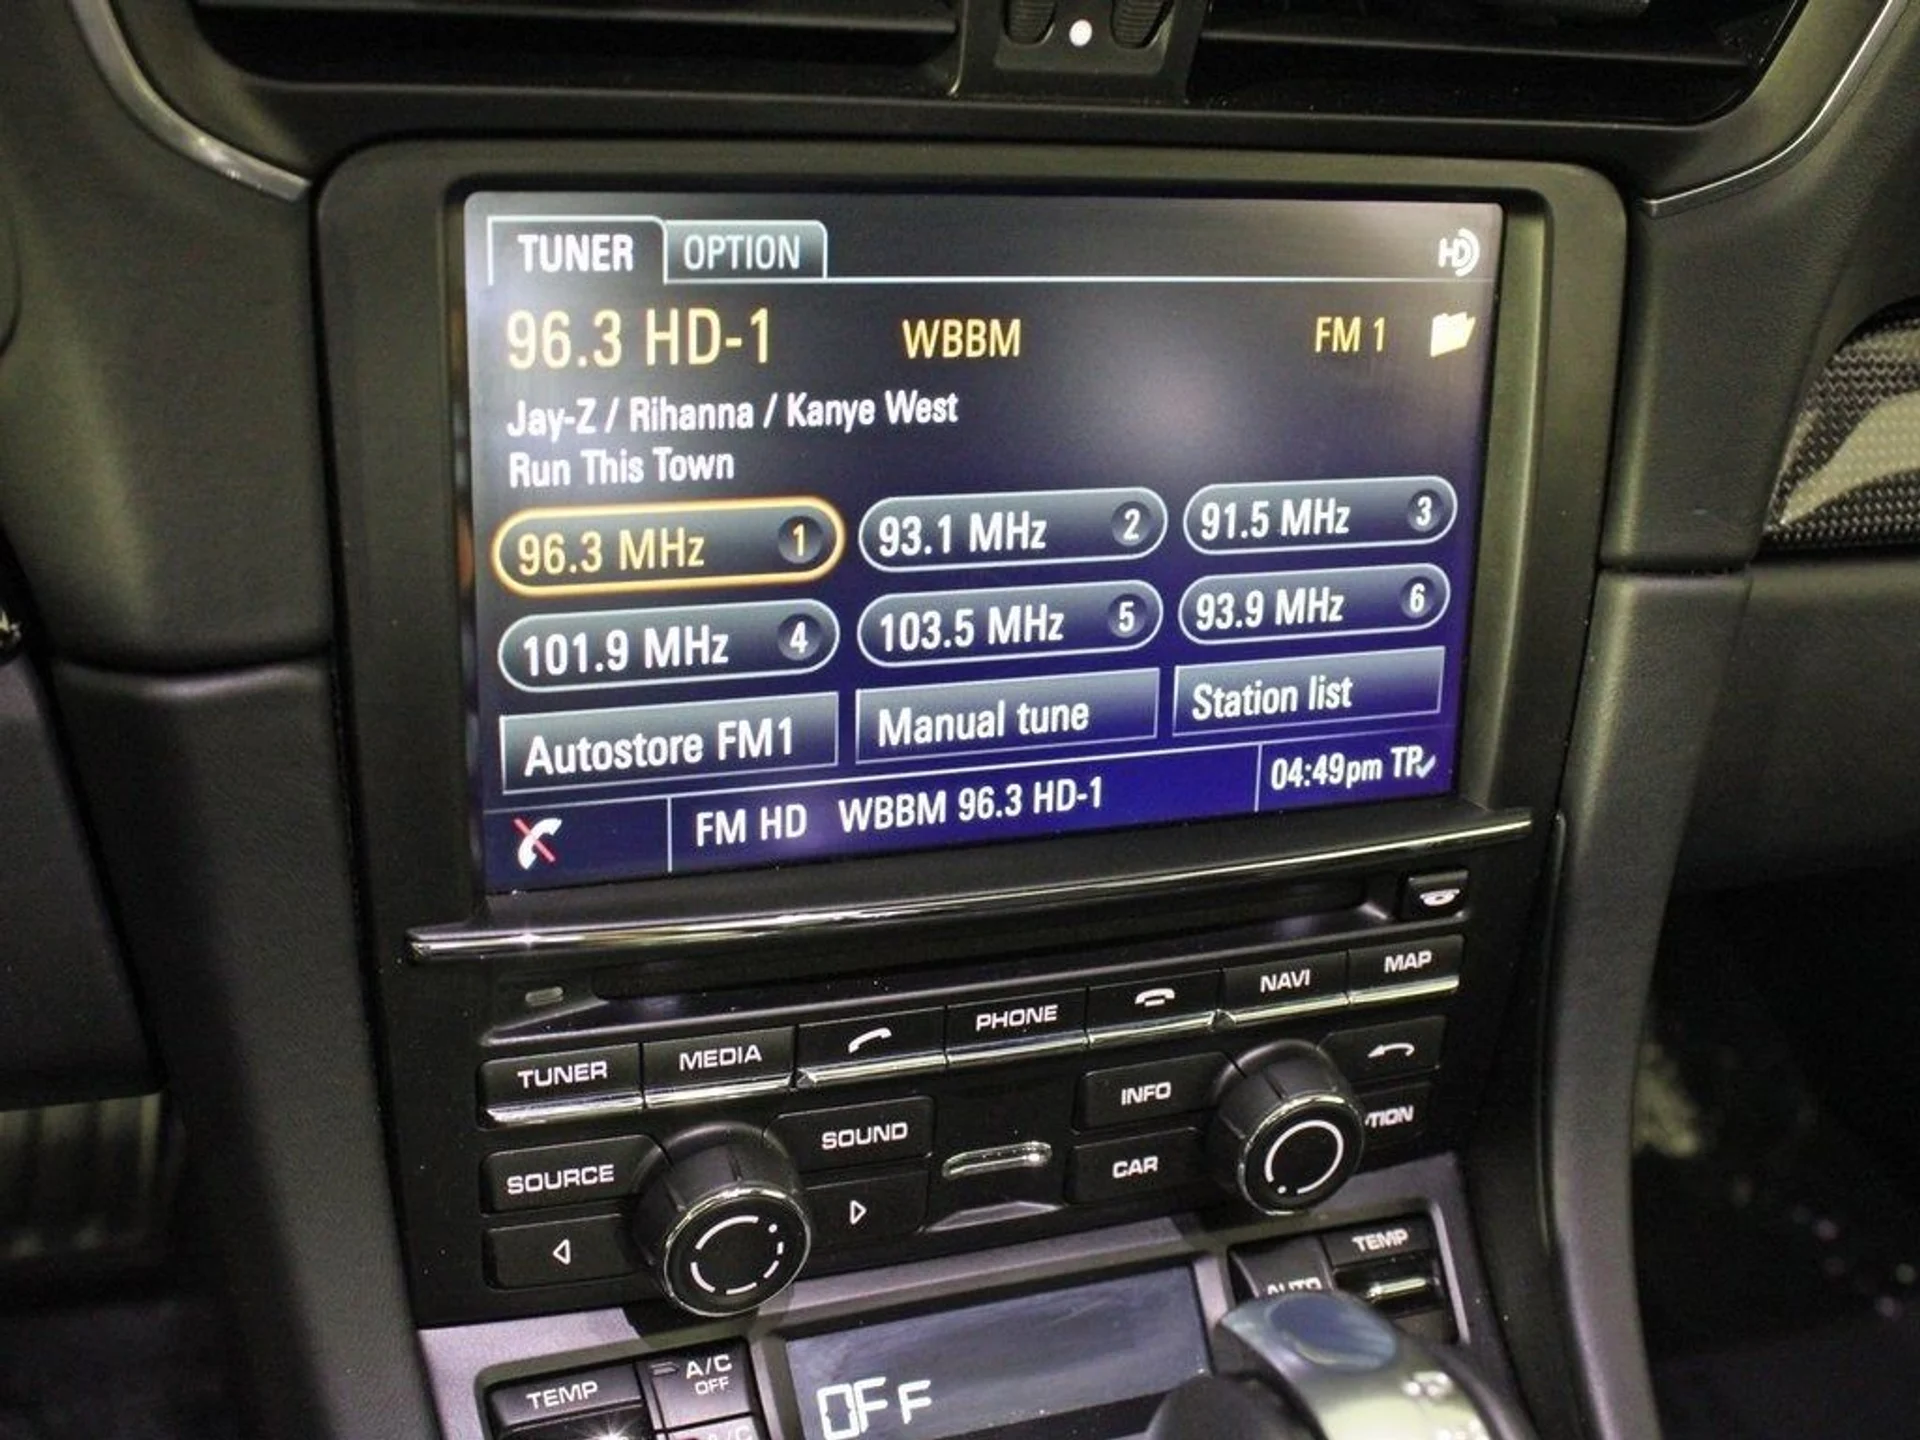 TUNER OPTION HD
96.3 HD-1 WBBM FM 1
Jay-Z / Rihanna / Kanye West
Run This Town
96.3 MHz 1 93.1 MHz 2 91.5 MHz 3
101.9 MHz 4 103.5 MHz 5 93.9 MHz 6
Autostore FM1 Manual tune Station list
FM HD WBBM 96.3 HD-1 04:49pm TP
TUNER MEDIA PHONE NAVI MAP
SOURCE SOUND INFO TION
CAR
TEMP A/C OFF OFF AUTO TEMP
A/C